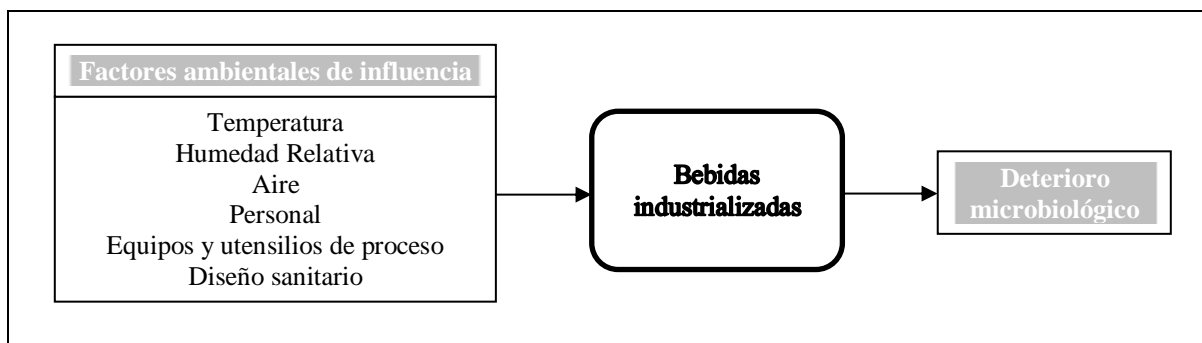 Factores ambientales de influencia
Temperatura
Humedad Relativa
Aire
Personal
Equipos y utensilios de proceso
Diseño sanitario
Bebidas
industrializadas
Deterioro
microbiológico